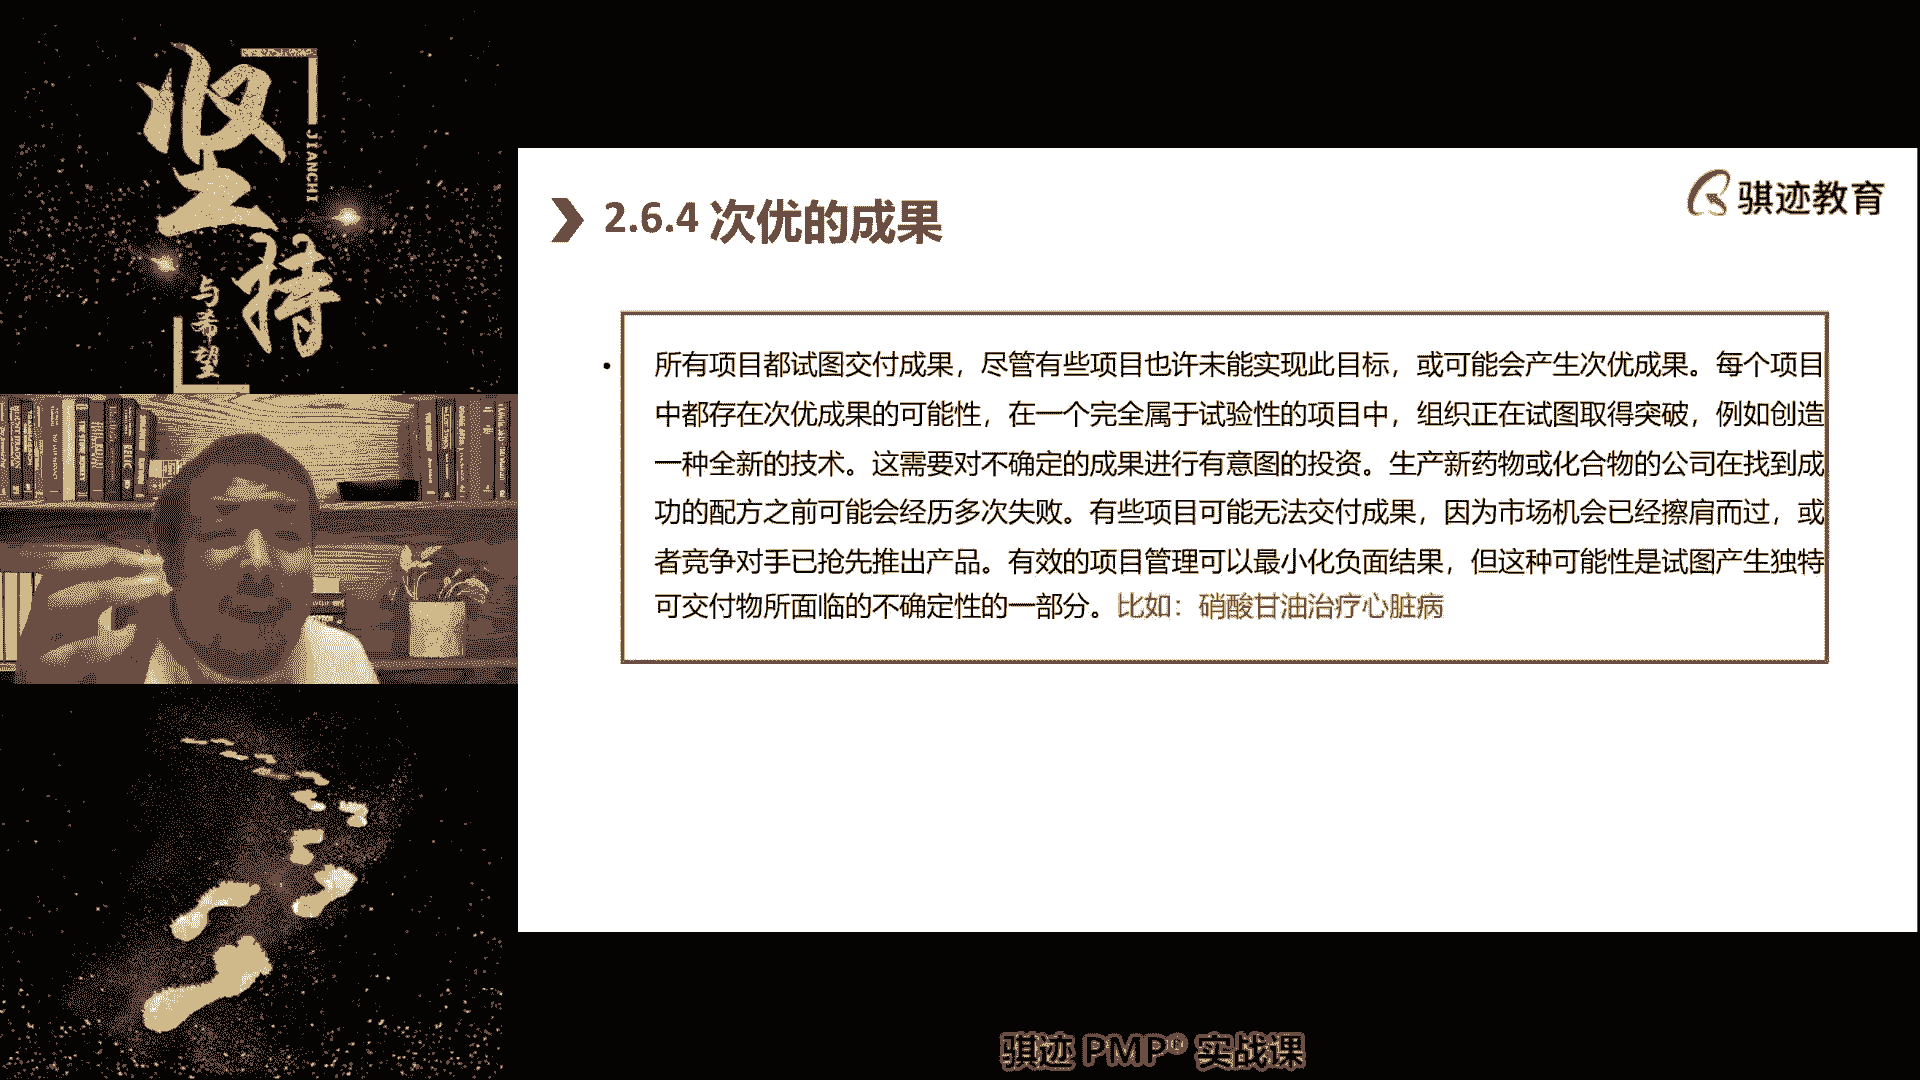 坚持
JIANCHI
与希望
骐迹教育
2.6.4 次优的成果
• 所有项目都试图交付成果，尽管有些项目也许未能实现此目标，或可能会产生次优成果。每个项目
中都存在次优成果的可能性，在一个完全属于试验性的项目中，组织正在试图取得突破，例如创造
一种全新的技术。这需要对不确定的成果进行有意图的投资。生产新药物或化合物的公司在找到成
功的配方之前可能会经历多次失败。有些项目可能无法交付成果，因为市场机会已经擦肩而过，或
者竞争对手已抢先推出产品。有效的项目管理可以最小化负面结果，但这种可能性是试图产生独特
可交付物所面临的不确定性的一部分。比如：硝酸甘油治疗心脏病
骐迹 PMP® 实战课